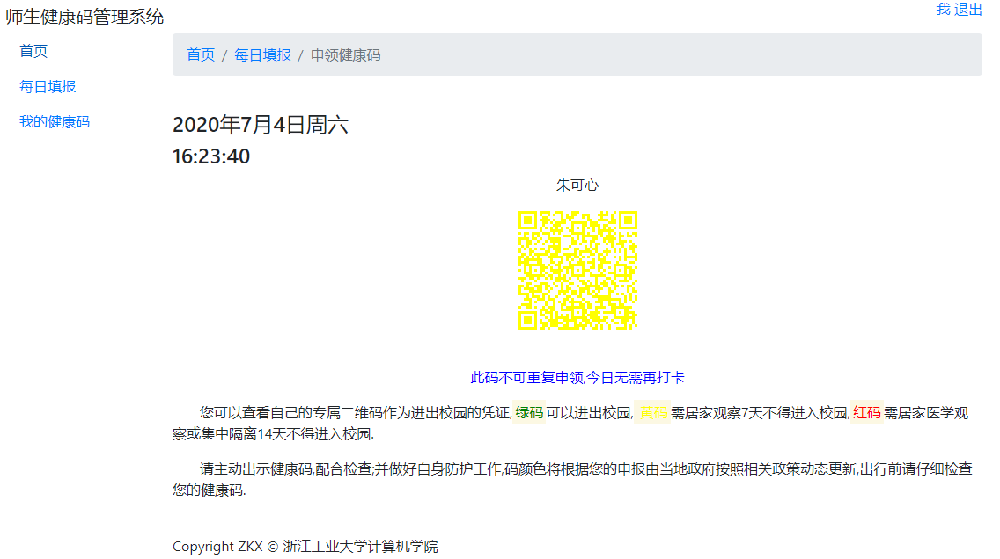 师生健康码管理系统
我 退出
首页
每日填报
我的健康码
首页 / 每日填报 / 申领健康码
2020年7月4日周六
16:23:40
朱可心
此码不可重复申领,今日无需再打卡
您可以查看自己的专属二维码作为进出校园的凭证,绿码可以进出校园,黄码需居家观察7天不得进入校园,红码需居家医学观
察或集中隔离14天不得进入校园.
请主动出示健康码,配合检查;并做好自身防护工作,码颜色将根据您的申报由当地政府按照相关政策动态更新,出行前请仔细检查
您的健康码.
Copyright ZKX © 浙江工业大学计算机学院